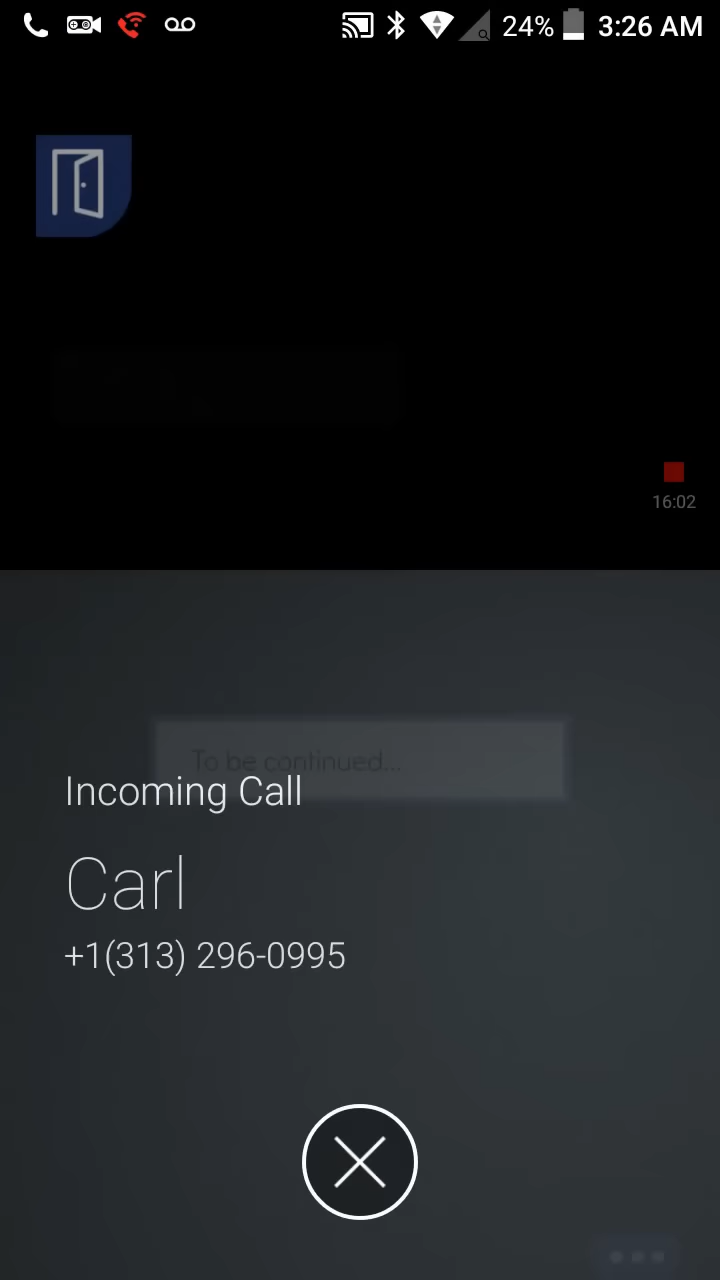 24% 3:26 AM
16:02
To be continued...
Incoming Call
Carl
+1(313) 296-0995